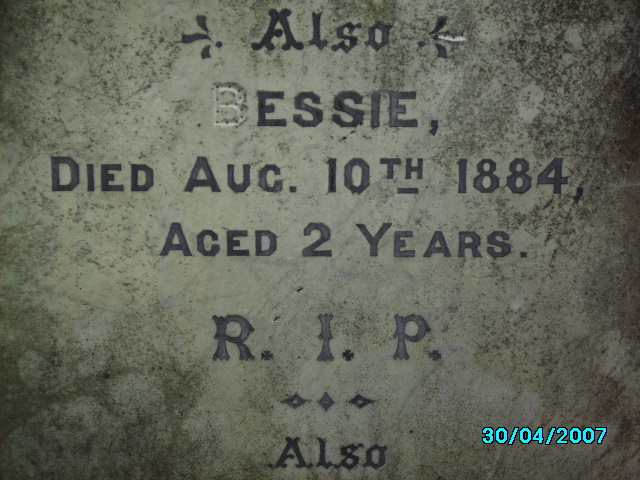 Also
BESSIE,
DIED AUG. 10TH 1884,
AGED 2 YEARS.
R. I. P.
Also
30/04/2007